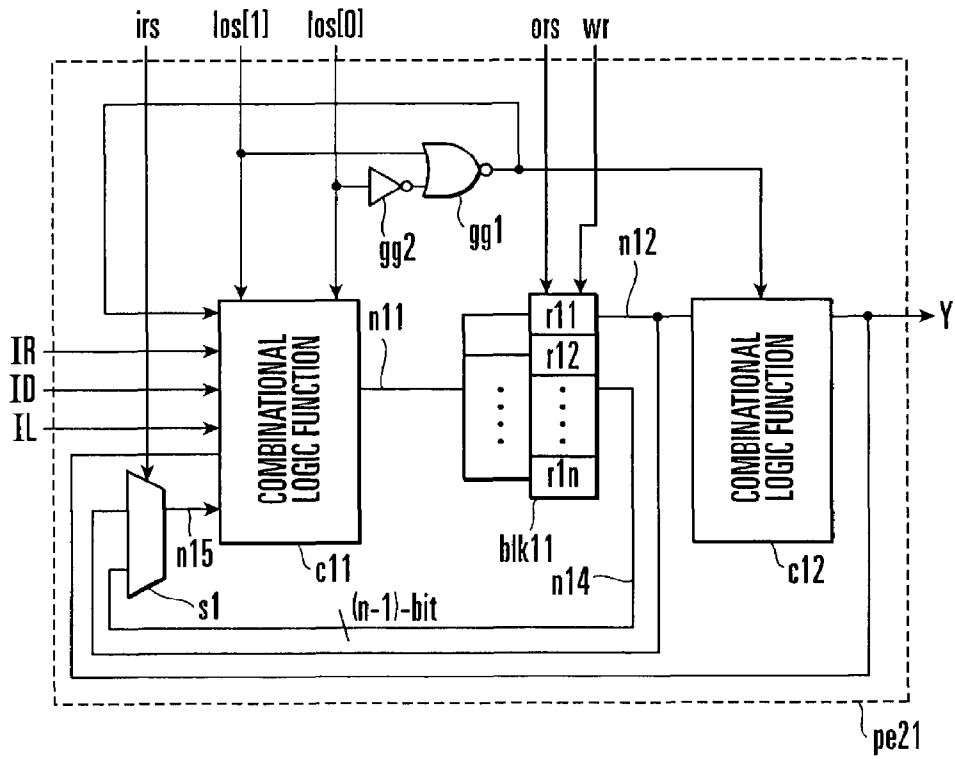 irs
los[1]
los[0]
ors
wr
gg2
gg1
n12
n11
r11
r12
r1n
Y
IR
ID
IL
COMBINATIONAL
LOGIC FUNCTION
COMBINATIONAL
LOGIC FUNCTION
n15
s1
c11
blk11
n14
c12
(n-1)-bit
pe21